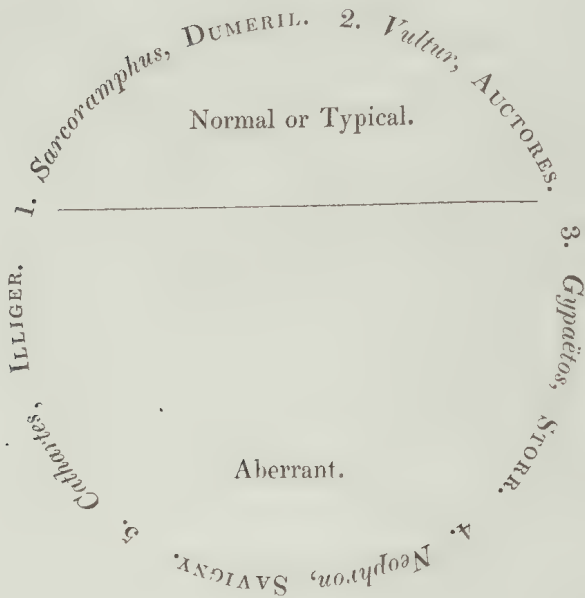 1. Sarcoramphus, DUMERIL.
2. Vultur, AUCTORES.
Normal or Typical.
3. Gypaëtos, STORR.
Aberrant.
4. Neophron, SAVIGNY.
5. Cathartes, ILLIGER.